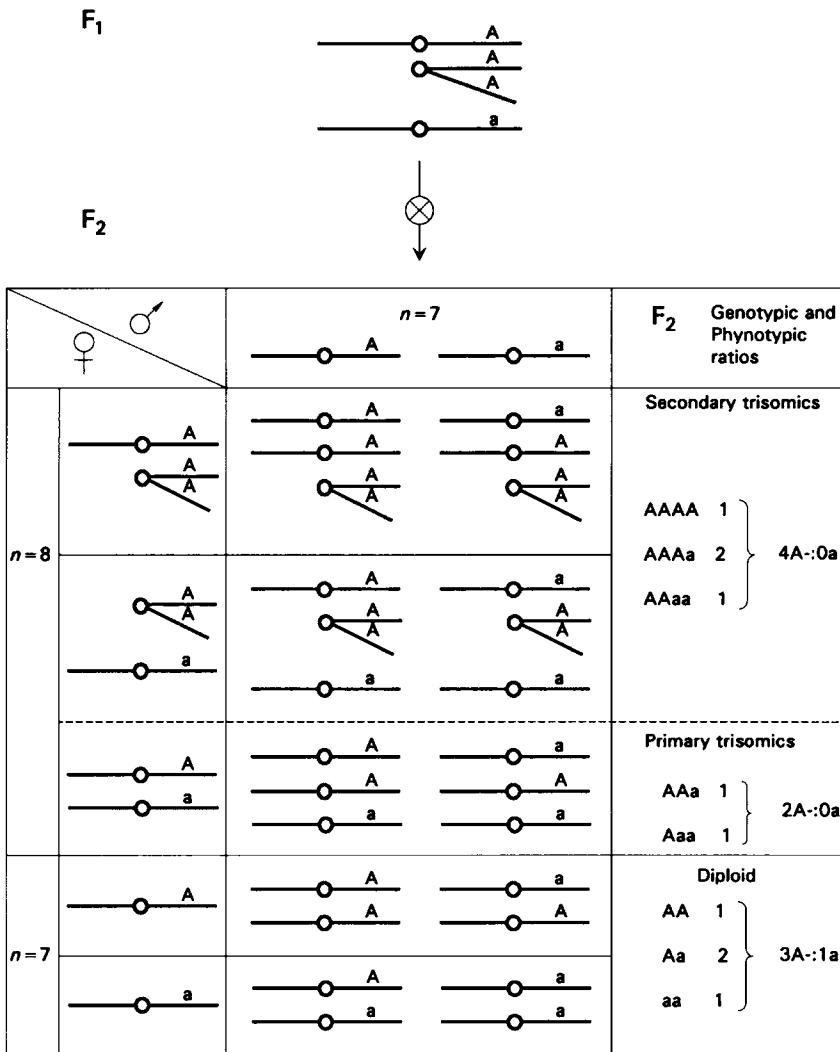 F₁
A
A
A
a
F₂
♀ ♂
n=7
A a
F₂ Genotypic and
Phynotypic
ratios
n=8
A
A
A
A a
A A
A A
A A
Secondary trisomics
AAAA 1
AAAa 2 4A-:0a
AAaa 1
A
A
a
A a
A A
A A
a a
A
a
A a
A A
a a
Primary trisomics
AAa 1
Aaa 1 2A-:0a
n=7
A
A a
A A
a
A a
a a
Diploid
AA 1
Aa 2 3A-:1a
aa 1